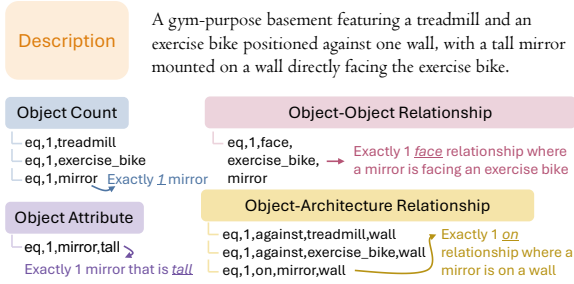 Description
A gym-purpose basement featuring a treadmill and an
exercise bike positioned against one wall, with a tall mirror
mounted on a wall directly facing the exercise bike.
Object Count
eq,1,treadmill
eq,1,exercise_bike
eq,1,mirror
Exactly 1 mirror
Object Attribute
eq,1,mirror,tall
Exactly 1 mirror that is tall
Object-Object Relationship
eq,1,face,
exercise_bike,
mirror
Exactly 1 face relationship where
a mirror is facing an exercise bike
Object-Architecture Relationship
eq,1,against,treadmill,wall
eq,1,against,exercise_bike,wall
eq,1,on,mirror,wall
Exactly 1 on
relationship where a
mirror is on a wall